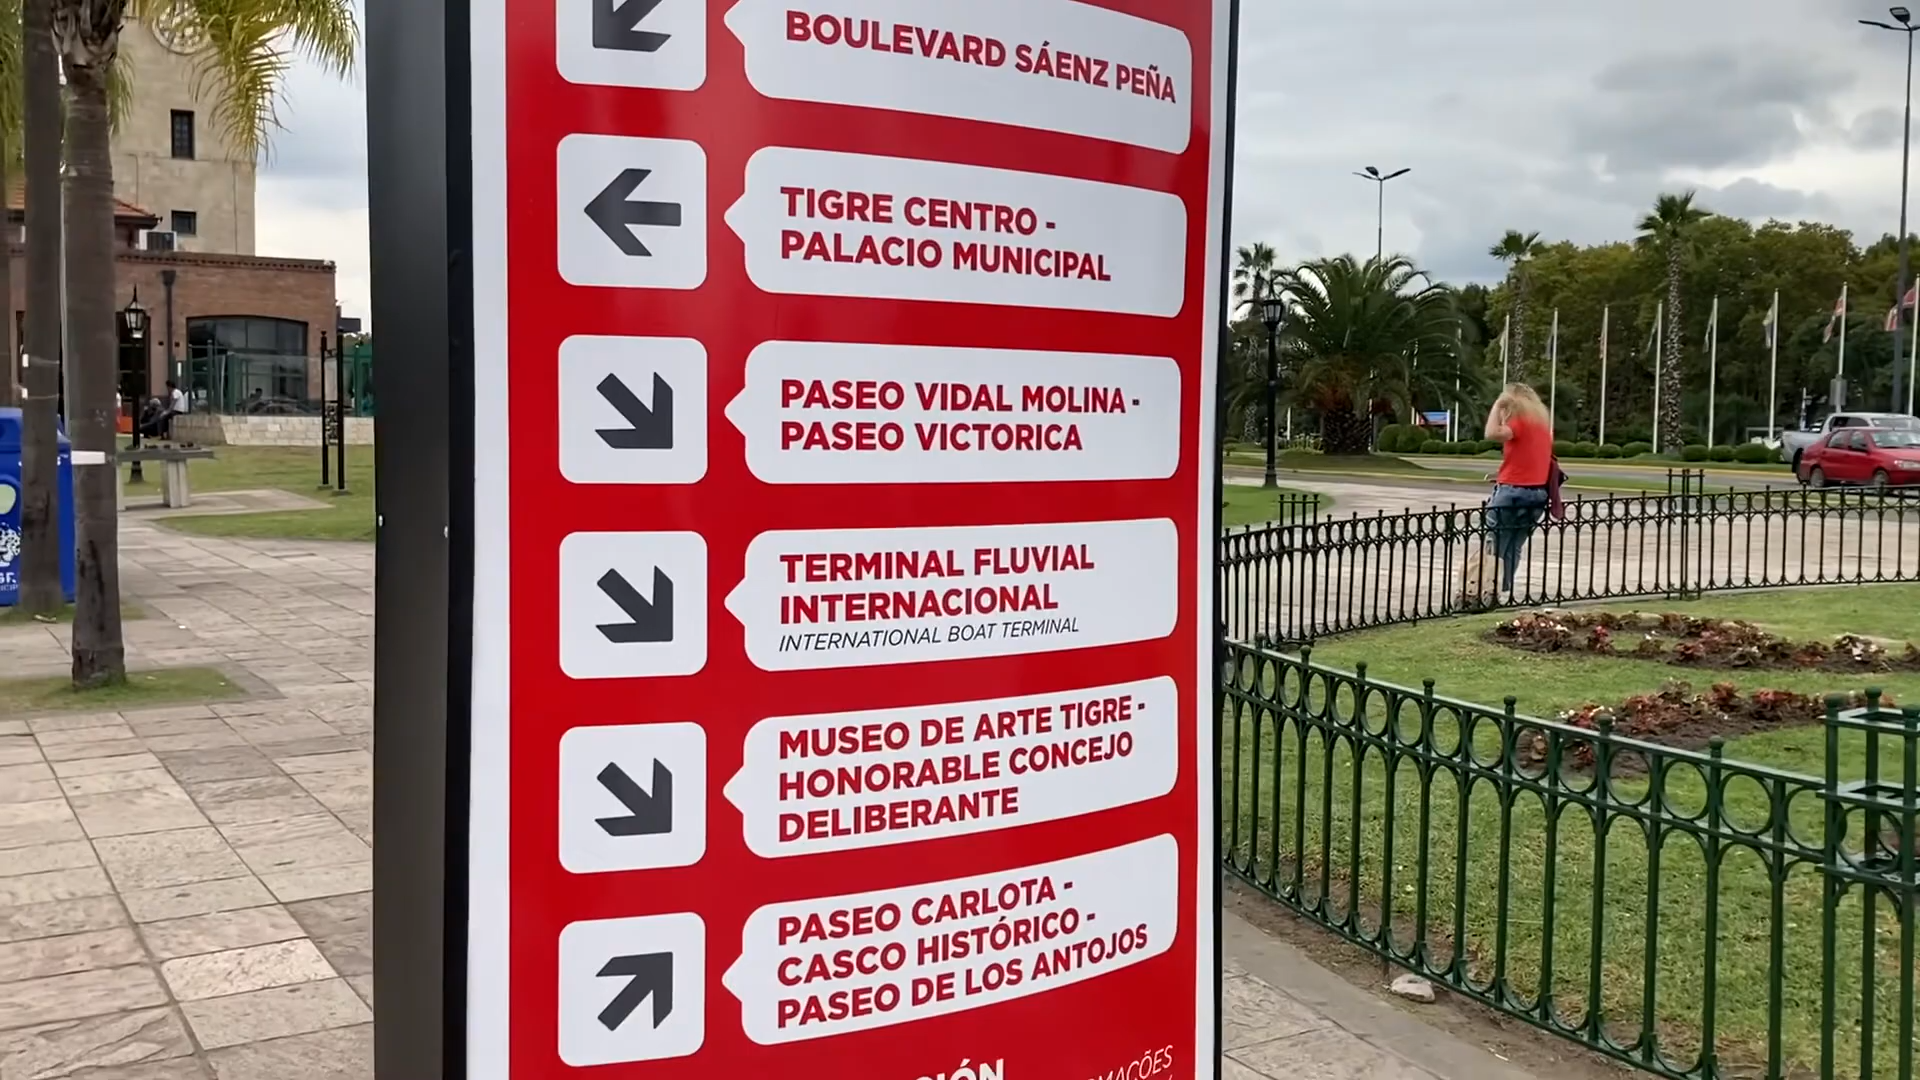 BOULEVARD SÁENZ PEÑA
TIGRE CENTRO -
PALACIO MUNICIPAL
PASEO VIDAL MOLINA -
PASEO VICTORICA
TERMINAL FLUVIAL
INTERNACIONAL
INTERNATIONAL BOAT TERMINAL
MUSEO DE ARTE TIGRE -
HONORABLE CONCEJO
DELIBERANTE
PASEO CARLOTA -
CASCO HISTÓRICO -
PASEO DE LOS ANTOJOS